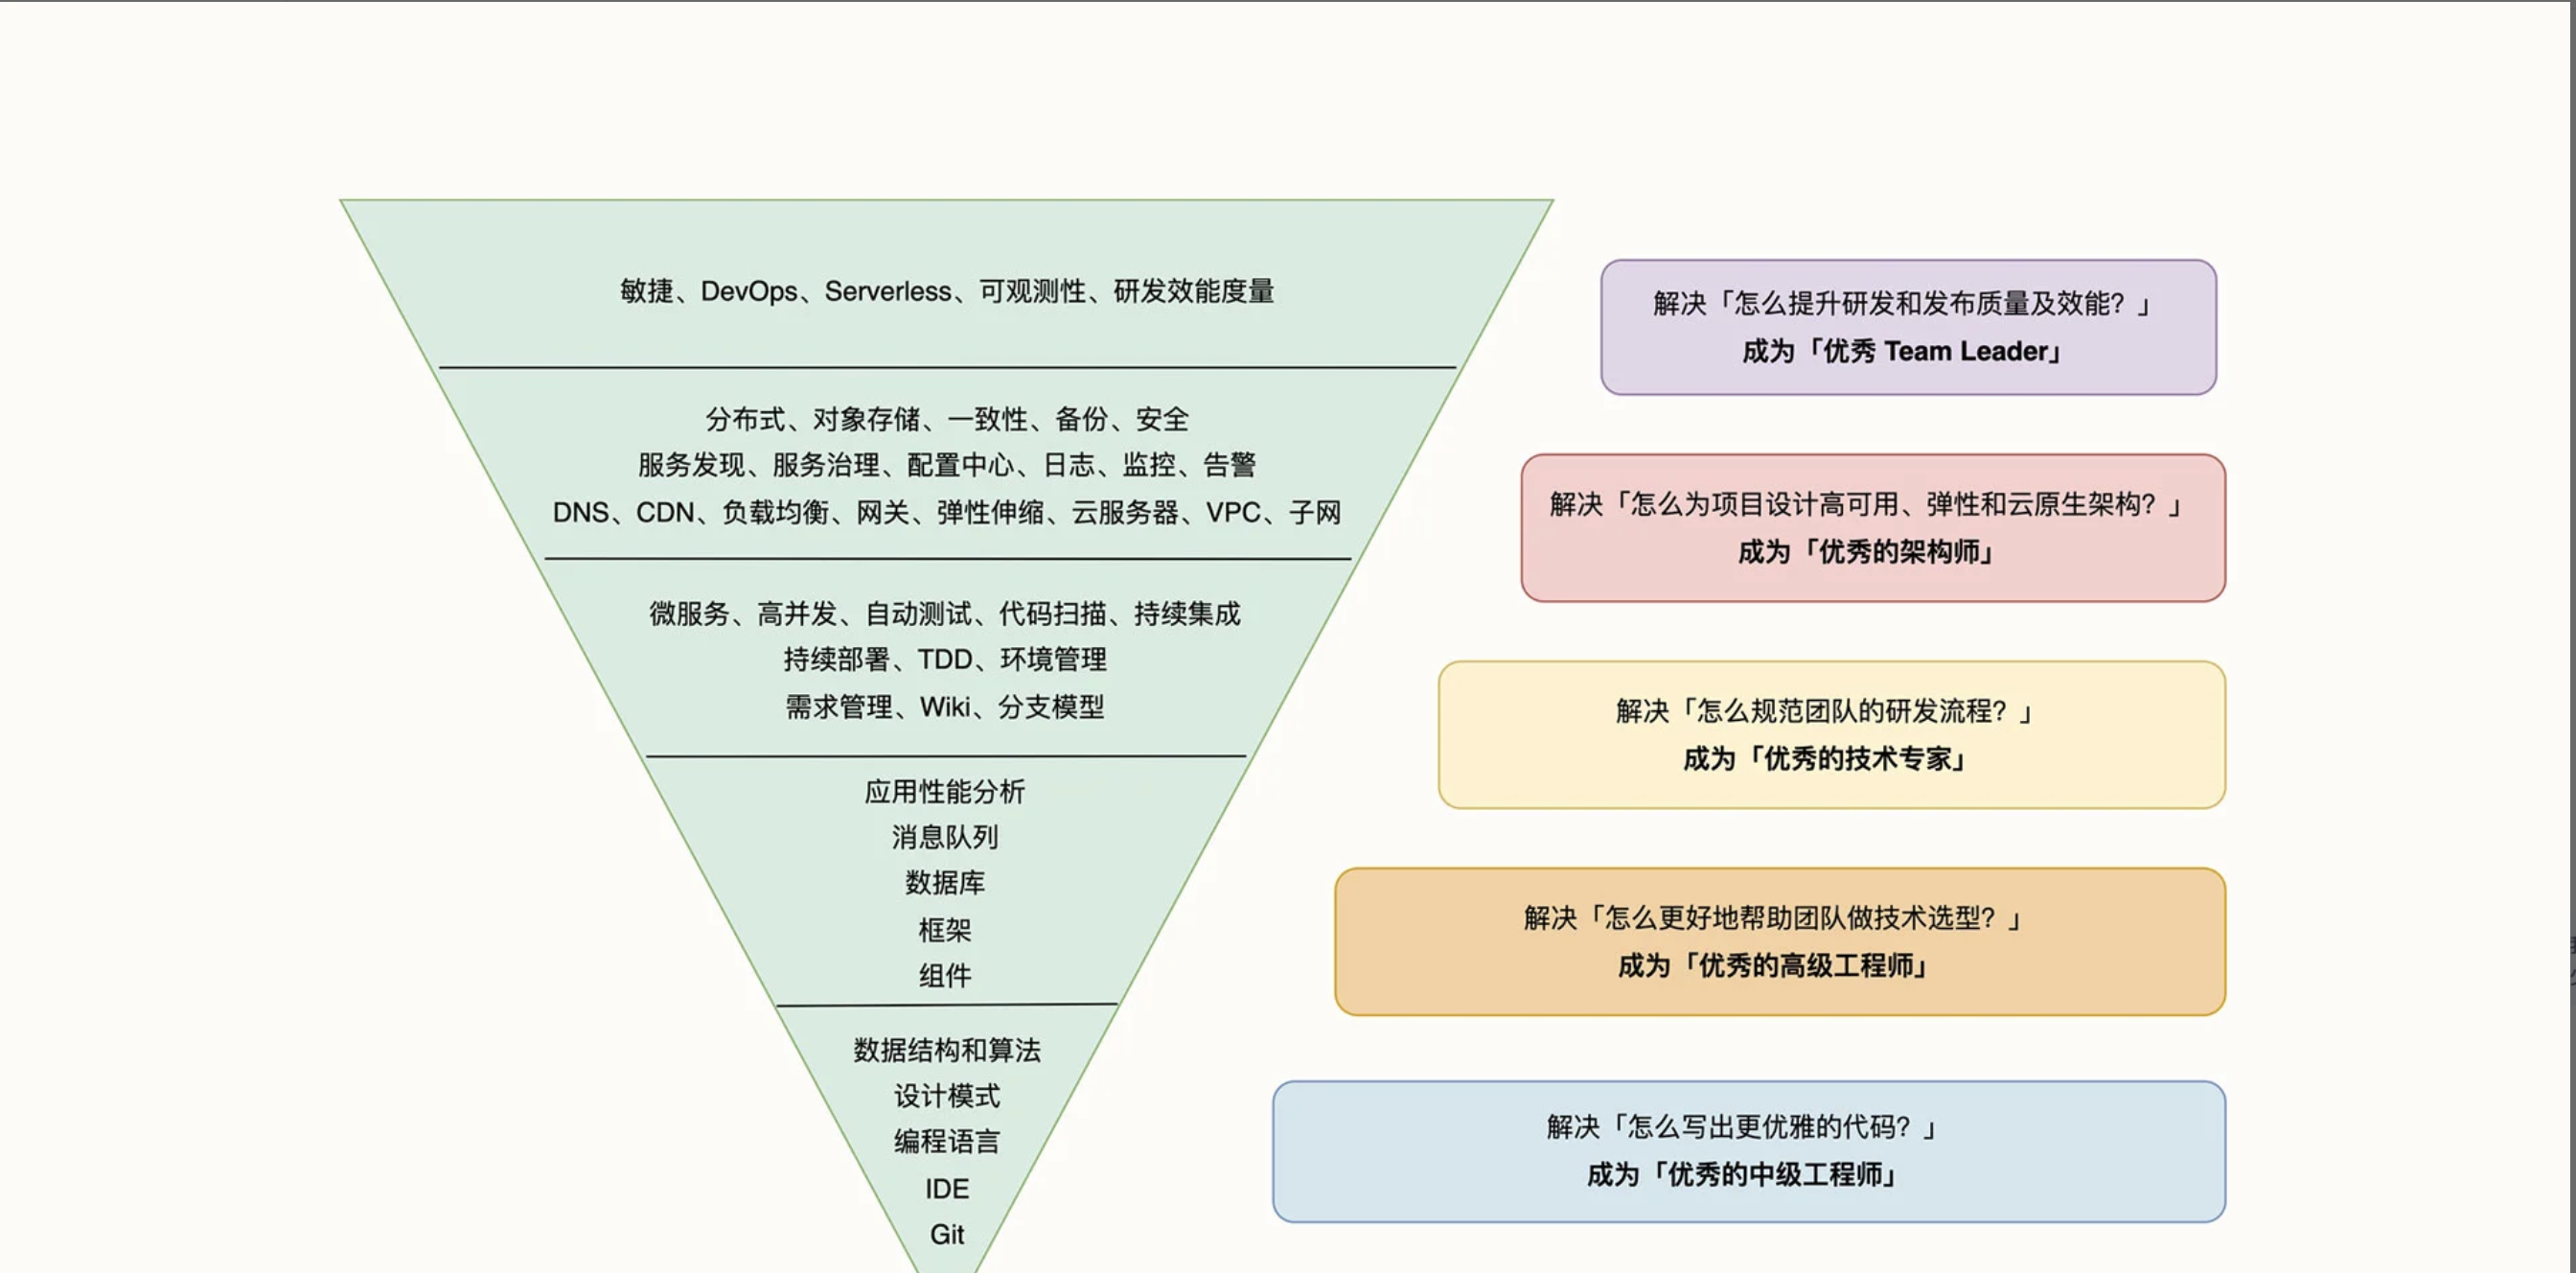 敏捷、DevOps、Serverless、可观测性、研发效能度量
解决「怎么提升研发和发布质量及效能？」
成为「优秀 Team Leader」
分布式、对象存储、一致性、备份、安全
服务发现、服务治理、配置中心、日志、监控、告警
DNS、CDN、负载均衡、网关、弹性伸缩、云服务器、VPC、子网
解决「怎么为项目设计高可用、弹性和云原生架构？」
成为「优秀的架构师」
微服务、高并发、自动测试、代码扫描、持续集成
持续部署、TDD、环境管理
需求管理、Wiki、分支模型
解决「怎么规范团队的研发流程？」
成为「优秀的技术专家」
应用性能分析
消息队列
数据库
框架
组件
解决「怎么更好地帮助团队做技术选型？」
成为「优秀的高级工程师」
数据结构和算法
设计模式
编程语言
IDE
Git
解决「怎么写出更优雅的代码？」
成为「优秀的中级工程师」